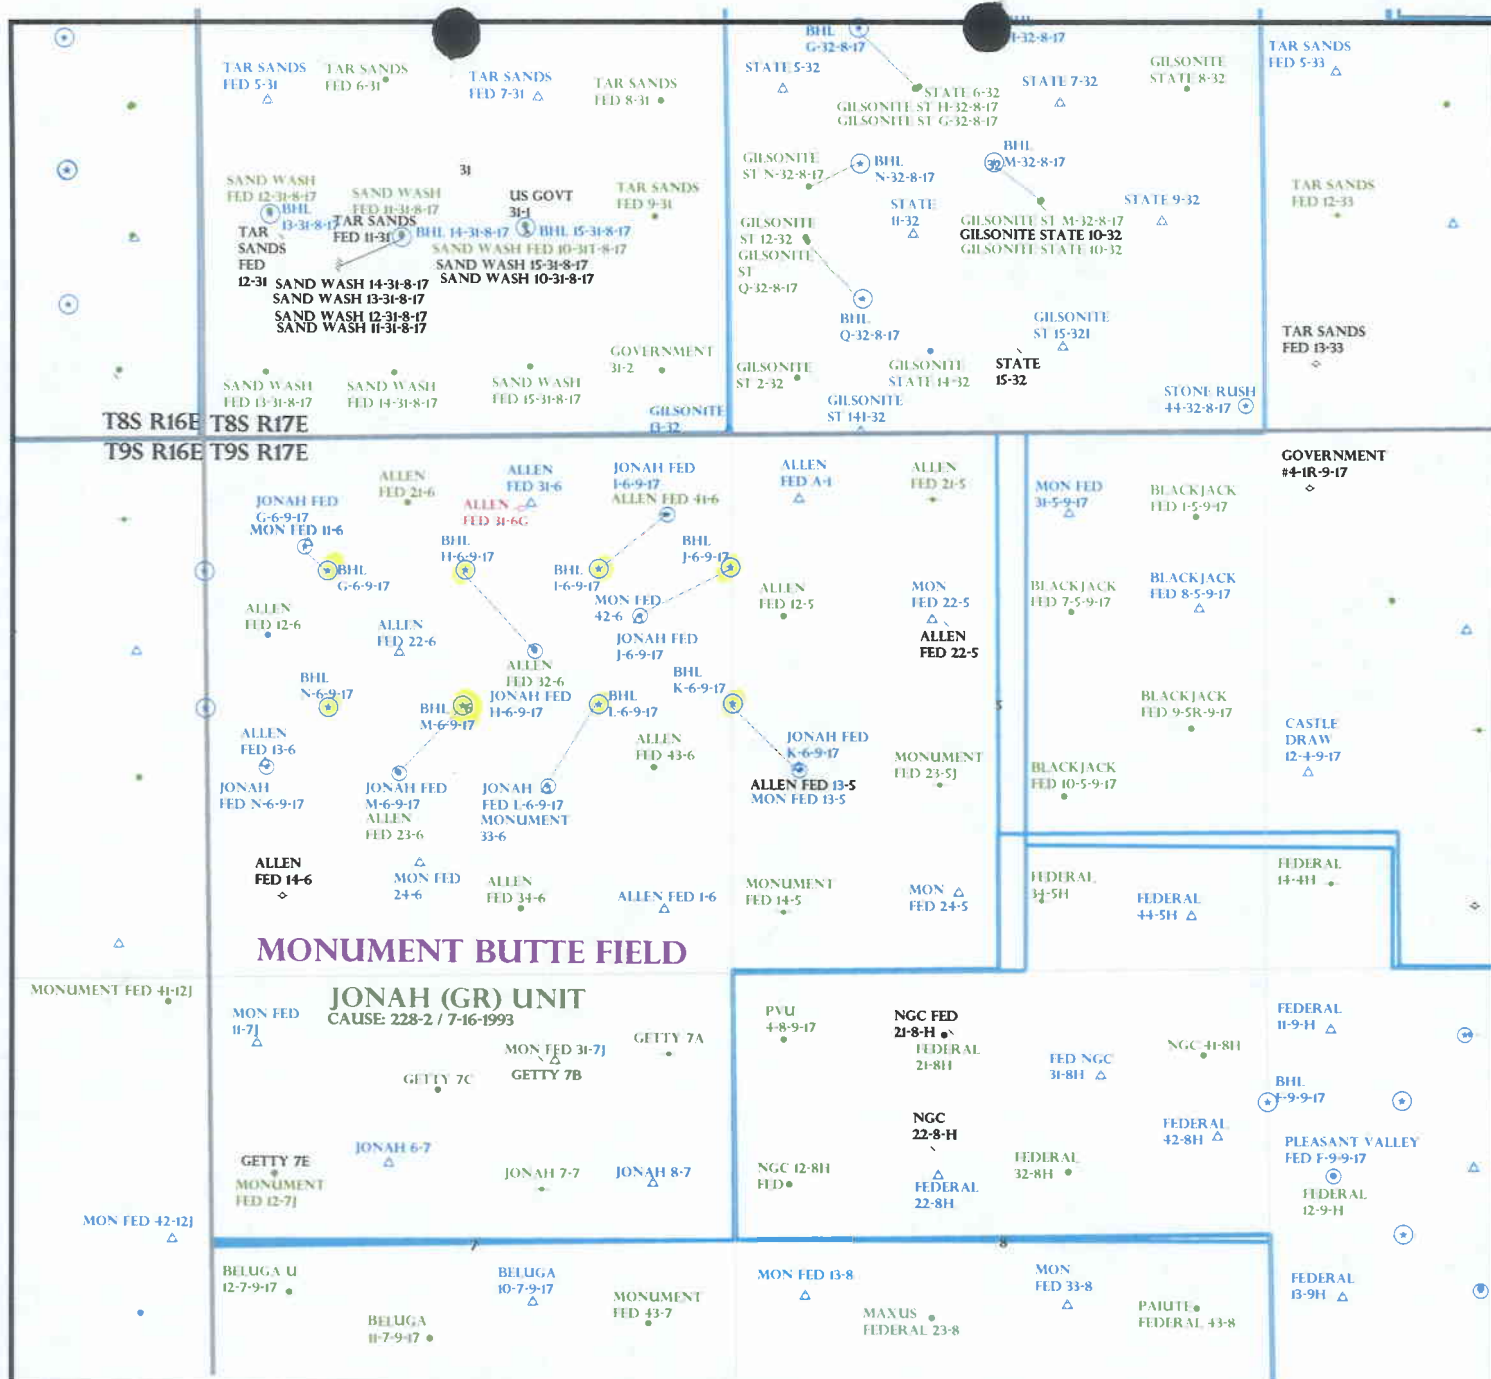 BHL
G-32-8-17
I-32-8-17
TAR SANDS
FED 5-31
TAR SANDS
FED 6-31
TAR SANDS
FED 7-31
TAR SANDS
FED 8-31
STATE 5-32
STATE 6-32
GILSONITE ST H-32-8-17
GILSONITE ST G-32-8-17
STATE 7-32
GILSONITE
STATE 8-32
TAR SANDS
FED 5-33
31
SAND WASH
FED 12-31-8-17
BHL
13-31-8-17
SAND WASH
FED 11-31-8-17
TAR SANDS
FED 11-31
BHL 14-31-8-17
US GOVT
31-1
BHL 15-31-8-17
TAR SANDS
FED 9-31
SAND WASH FED 10-31T-8-17
SAND WASH 15-31-8-17
SAND WASH 10-31-8-17
TAR
SANDS
FED
12-31
SAND WASH 14-31-8-17
SAND WASH 13-31-8-17
SAND WASH 12-31-8-17
SAND WASH 11-31-8-17
GILSONITE
ST N-32-8-17
BHL
N-32-8-17
32
BHL
M-32-8-17
STATE
11-32
GILSONITE ST M-32-8-17
GILSONITE STATE 10-32
GILSONITE STATE 10-32
STATE 9-32
TAR SANDS
FED 12-33
GILSONITE
ST 12-32
GILSONITE
ST
Q-32-8-17
BHL
Q-32-8-17
GILSONITE
ST 15-32I
TAR SANDS
FED 13-33
SAND WASH
FED 13-31-8-17
SAND WASH
FED 14-31-8-17
SAND WASH
FED 15-31-8-17
GOVERNMENT
31-2
GILSONITE
ST 2-32
GILSONITE
STATE 14-32
STATE
15-32
STONE RUSH
44-32-8-17
GILSONITE
13-32
GILSONITE
ST 14I-32
T8S R16E
T8S R17E
T9S R16E
T9S R17E
JONAH FED
G-6-9-17
MON FED 11-6
ALLEN
FED 21-6
ALLEN
FED 31-6
ALLEN
FED 31-6G
JONAH FED
I-6-9-17
ALLEN FED 41-6
ALLEN
FED A-1
ALLEN
FED 21-5
MON FED
31-5-9-17
BLACKJACK
FED 1-5-9-17
GOVERNMENT
#4-1R-9-17
BHL
G-6-9-17
BHL
H-6-9-17
BHL
I-6-9-17
BHL
J-6-9-17
ALLEN
FED 12-6
ALLEN
FED 22-6
ALLEN
FED 32-6
MON FED
42-6
JONAH FED
J-6-9-17
ALLEN
FED 12-5
MON
FED 22-5
ALLEN
FED 22-5
BLACKJACK
FED 7-5-9-17
BLACKJACK
FED 8-5-9-17
BHL
N-6-9-17
BHL
M-6-9-17
6
JONAH FED
H-6-9-17
BHL
L-6-9-17
BHL
K-6-9-17
5
BLACKJACK
FED 9-5R-9-17
ALLEN
FED 13-6
JONAH
FED N-6-9-17
JONAH FED
M-6-9-17
ALLEN
FED 23-6
JONAH
FED L-6-9-17
MONUMENT
33-6
ALLEN
FED 43-6
JONAH FED
K-6-9-17
ALLEN FED 13-5
MON FED 13-5
MONUMENT
FED 23-5J
BLACKJACK
FED 10-5-9-17
CASTLE
DRAW
12-4-9-17
ALLEN
FED 14-6
MON FED
24-6
ALLEN
FED 34-6
ALLEN FED 1-6
MONUMENT
FED 14-5
MON
FED 24-5
FEDERAL
34-5H
FEDERAL
44-5H
FEDERAL
14-4H
MONUMENT BUTTE FIELD
MONUMENT FED 41-12J
JONAH (GR) UNIT
CAUSE: 228-2 / 7-16-1993
MON FED
11-7J
GETTY 7C
MON FED 31-7J
GETTY 7B
GETTY 7A
PVU
4-8-9-17
NGC FED
21-8-H
FEDERAL
21-8H
FED NGC
31-8H
NGC 41-8H
FEDERAL
11-9-H
BHL
F-9-9-17
GETTY 7E
MONUMENT
FED 12-7J
JONAH 6-7
JONAH 7-7
JONAH 8-7
NGC 12-8H
FED
NGC
22-8-H
FEDERAL
22-8H
FEDERAL
32-8H
FEDERAL
42-8H
PLEASANT VALLEY
FED F-9-9-17
FEDERAL
12-9-H
MON FED 42-12J
7
8
BELUGA U
12-7-9-17
BELUGA
11-7-9-17
BELUGA
10-7-9-17
MONUMENT
FED 43-7
MON FED 13-8
MAXUS
FEDERAL 23-8
MON
FED 33-8
PAIUTE
FEDERAL 43-8
FEDERAL
13-9H